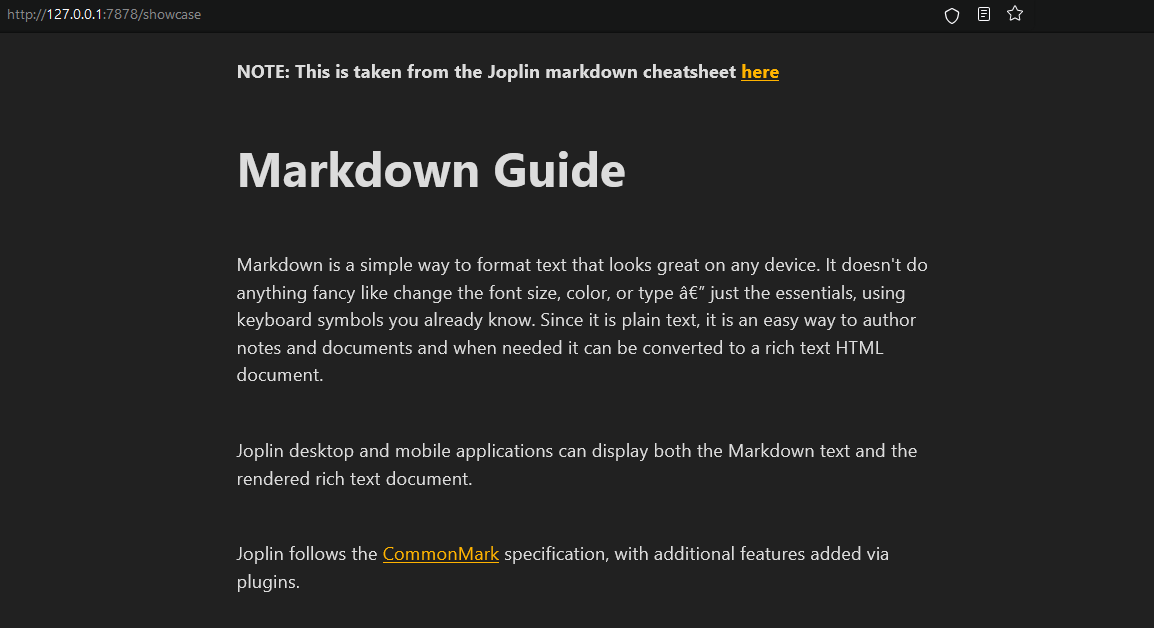 http://127.0.0.1:7878/showcase
NOTE: This is taken from the Joplin markdown cheatsheet here
Markdown Guide
Markdown is a simple way to format text that looks great on any device. It doesn't do
anything fancy like change the font size, color, or type â€” just the essentials, using
keyboard symbols you already know. Since it is plain text, it is an easy way to author
notes and documents and when needed it can be converted to a rich text HTML
document.
Joplin desktop and mobile applications can display both the Markdown text and the
rendered rich text document.
Joplin follows the CommonMark specification, with additional features added via
plugins.